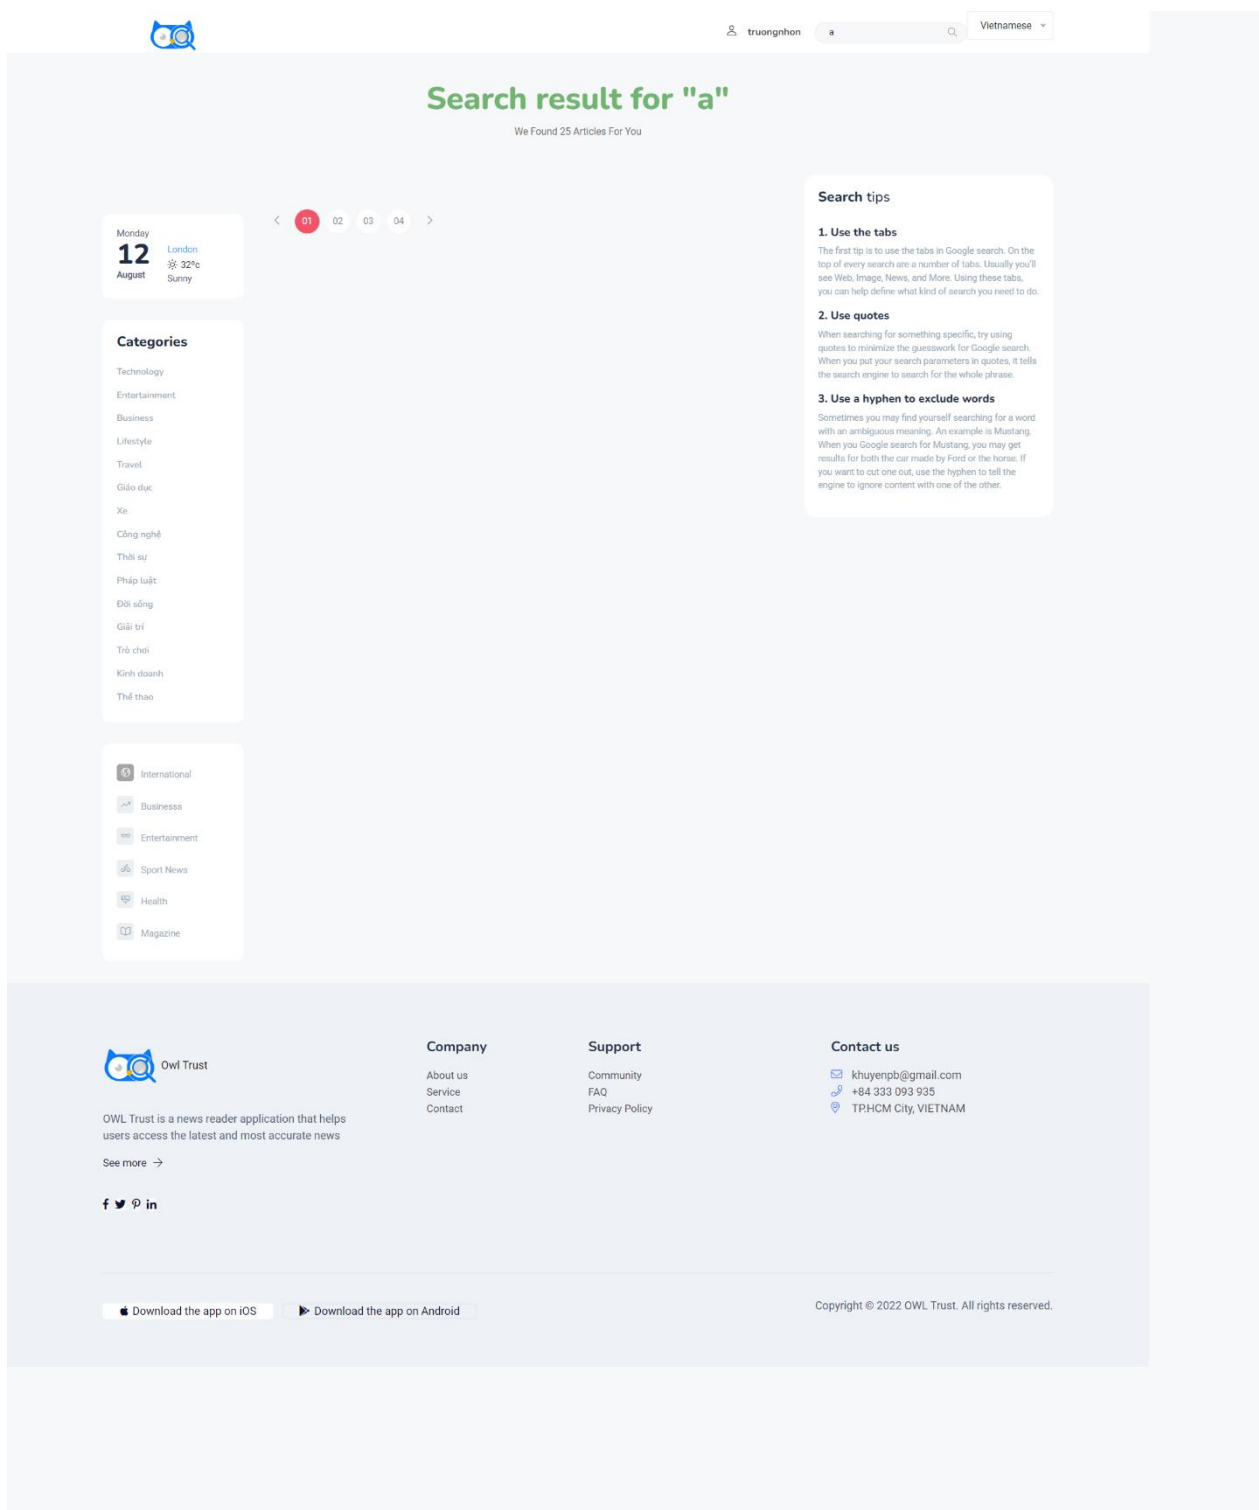 truongnhon
a
Vietnamese
Search result for "a"
We Found 25 Articles For You
Monday
12
August
London
32ºc
Sunny
Categories
Technology
Entertainment
Business
Lifestyle
Travel
Giáo dục
Xe
Công nghệ
Thời sự
Pháp luật
Đời sống
Giải trí
Trò chơi
Kinh doanh
Thể thao
International
Businesss
Entertainment
Sport News
Health
Magazine
01 02 03 04
Search tips
1. Use the tabs
The first tip is to use the tabs in Google search. On the
top of every search are a number of tabs. Usually you'll
see Web, Image, News, and More. Using these tabs,
you can help define what kind of search you need to do.
2. Use quotes
When searching for something specific, try using
quotes to minimize the guesswork for Google search.
When you put your search parameters in quotes, it tells
the search engine to search for the whole phrase.
3. Use a hyphen to exclude words
Sometimes you may find yourself searching for a word
with an ambiguous meaning. An example is Mustang.
When you Google search for Mustang, you may get
results for both the car made by Ford or the horse. If
you want to cut one out, use the hyphen to tell the
engine to ignore content with one of the other.
Owl Trust
OWL Trust is a news reader application that helps
users access the latest and most accurate news
See more
Company
About us
Service
Contact
Support
Community
FAQ
Privacy Policy
Contact us
khuyenpb@gmail.com
+84 333 093 935
TP.HCM City, VIETNAM
Download the app on iOS
Download the app on Android
Copyright © 2022 OWL Trust. All rights reserved.